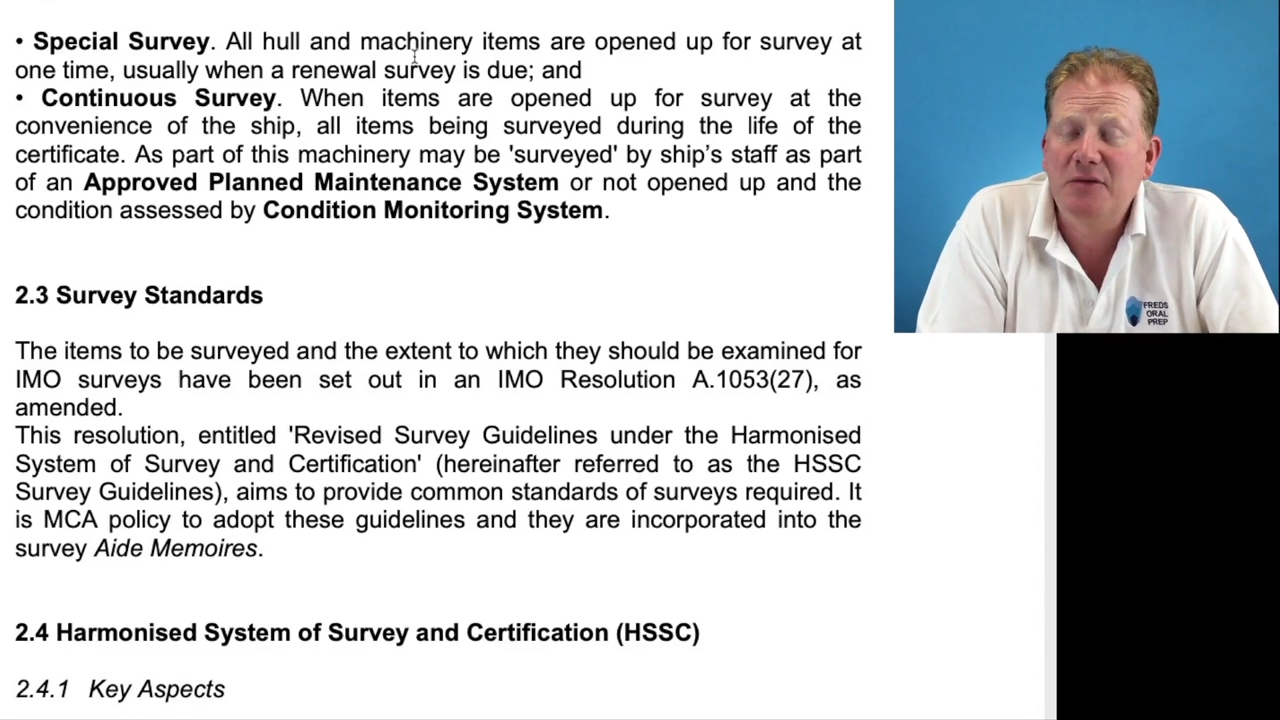 • Special Survey. All hull and machinery items are opened up for survey at
one time, usually when a renewal survey is due; and
• Continuous Survey. When items are opened up for survey at the
convenience of the ship, all items being surveyed during the life of the
certificate. As part of this machinery may be 'surveyed' by ship’s staff as part
of an Approved Planned Maintenance System or not opened up and the
condition assessed by Condition Monitoring System.
2.3 Survey Standards
The items to be surveyed and the extent to which they should be examined for
IMO surveys have been set out in an IMO Resolution A.1053(27), as
amended.
This resolution, entitled 'Revised Survey Guidelines under the Harmonised
System of Survey and Certification' (hereinafter referred to as the HSSC
Survey Guidelines), aims to provide common standards of surveys required. It
is MCA policy to adopt these guidelines and they are incorporated into the
survey Aide Memoires.
2.4 Harmonised System of Survey and Certification (HSSC)
2.4.1 Key Aspects
FREDS
ORAL
PREP